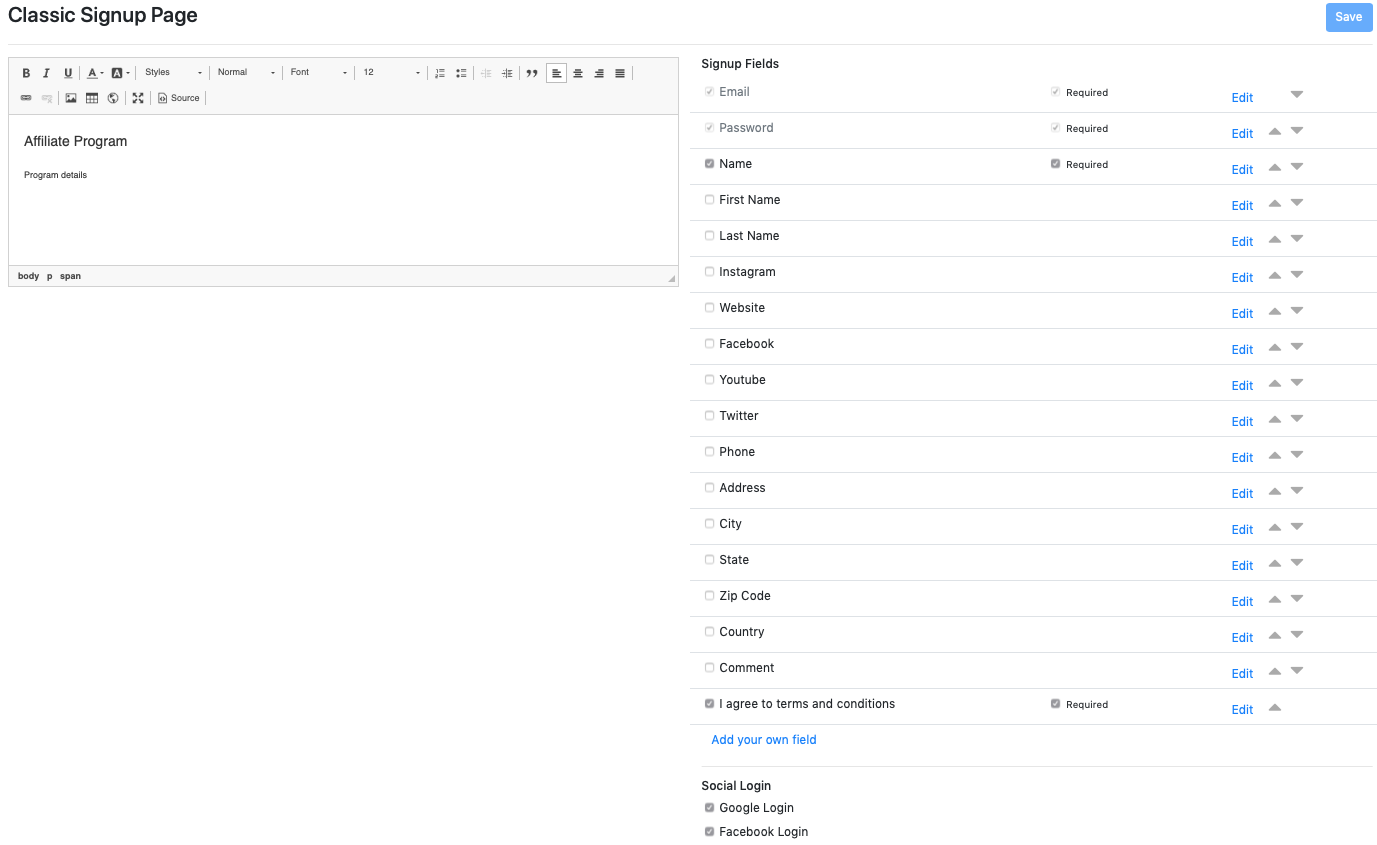 Classic Signup Page
Save
B I U A A Styles Normal Font 12
Source
Affiliate Program
Program details
body p span
Signup Fields
Email Required Edit
Password Required Edit
Name Required Edit
First Name Edit
Last Name Edit
Instagram Edit
Website Edit
Facebook Edit
Youtube Edit
Twitter Edit
Phone Edit
Address Edit
City Edit
State Edit
Zip Code Edit
Country Edit
Comment Edit
I agree to terms and conditions Required Edit
Add your own field
Social Login
Google Login
Facebook Login